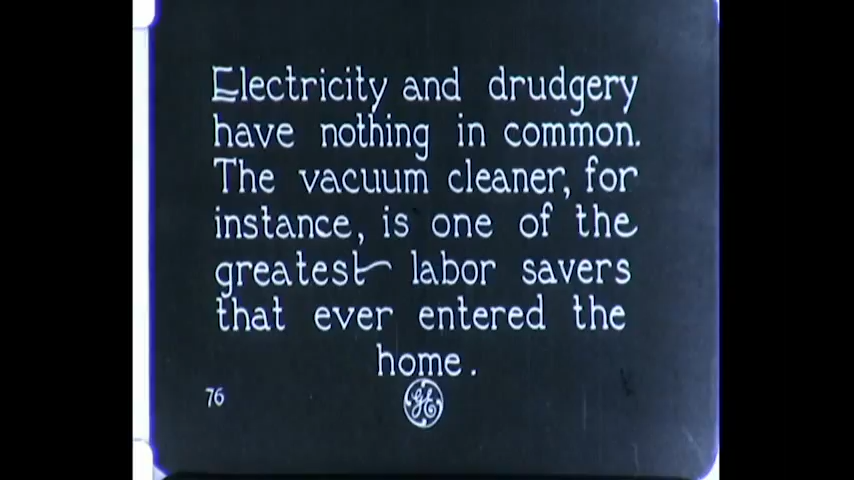 Electricity and drudgery
have nothing in common.
The vacuum cleaner, for
instance, is one of the
greatest labor savers
that ever entered the
home.
76
GE